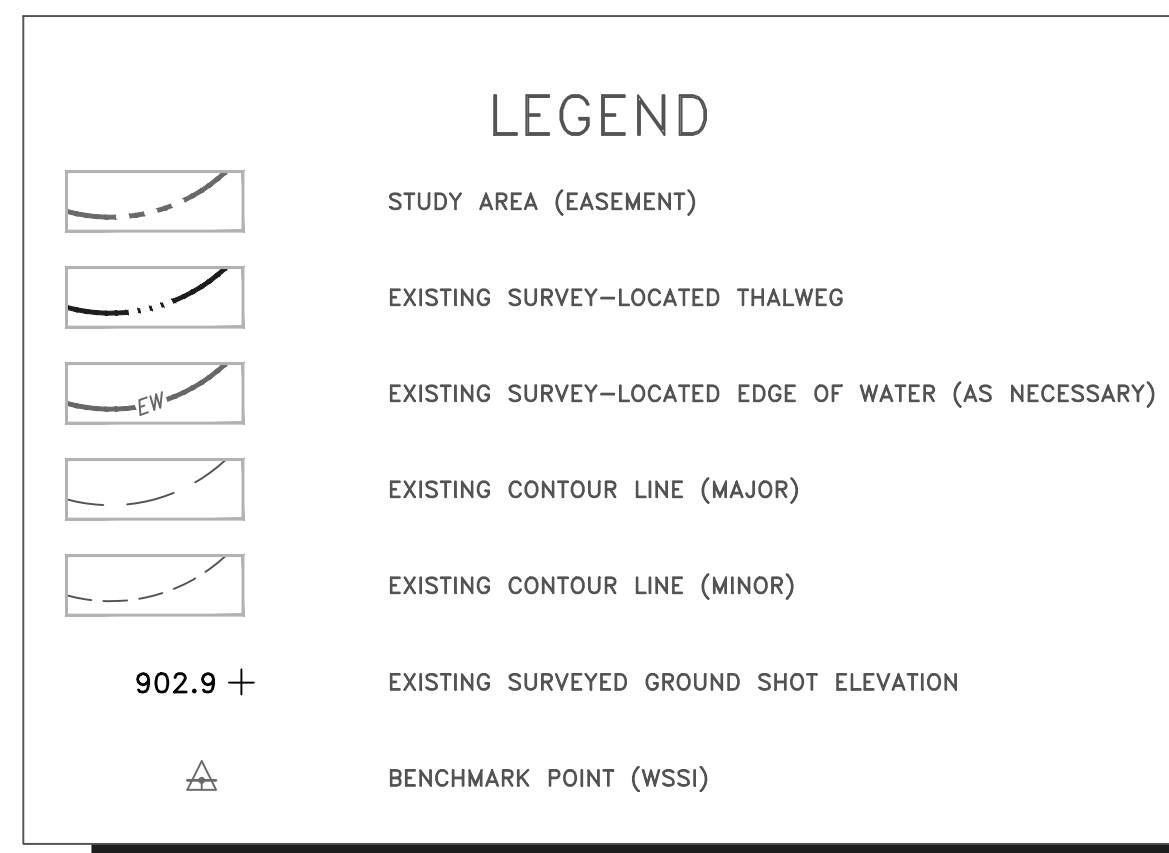 LEGEND
STUDY AREA (EASEMENT)
EXISTING SURVEY-LOCATED THALWEG
EW EXISTING SURVEY-LOCATED EDGE OF WATER (AS NECESSARY)
EXISTING CONTOUR LINE (MAJOR)
EXISTING CONTOUR LINE (MINOR)
902.9 + EXISTING SURVEYED GROUND SHOT ELEVATION
BENCHMARK POINT (WSSI)